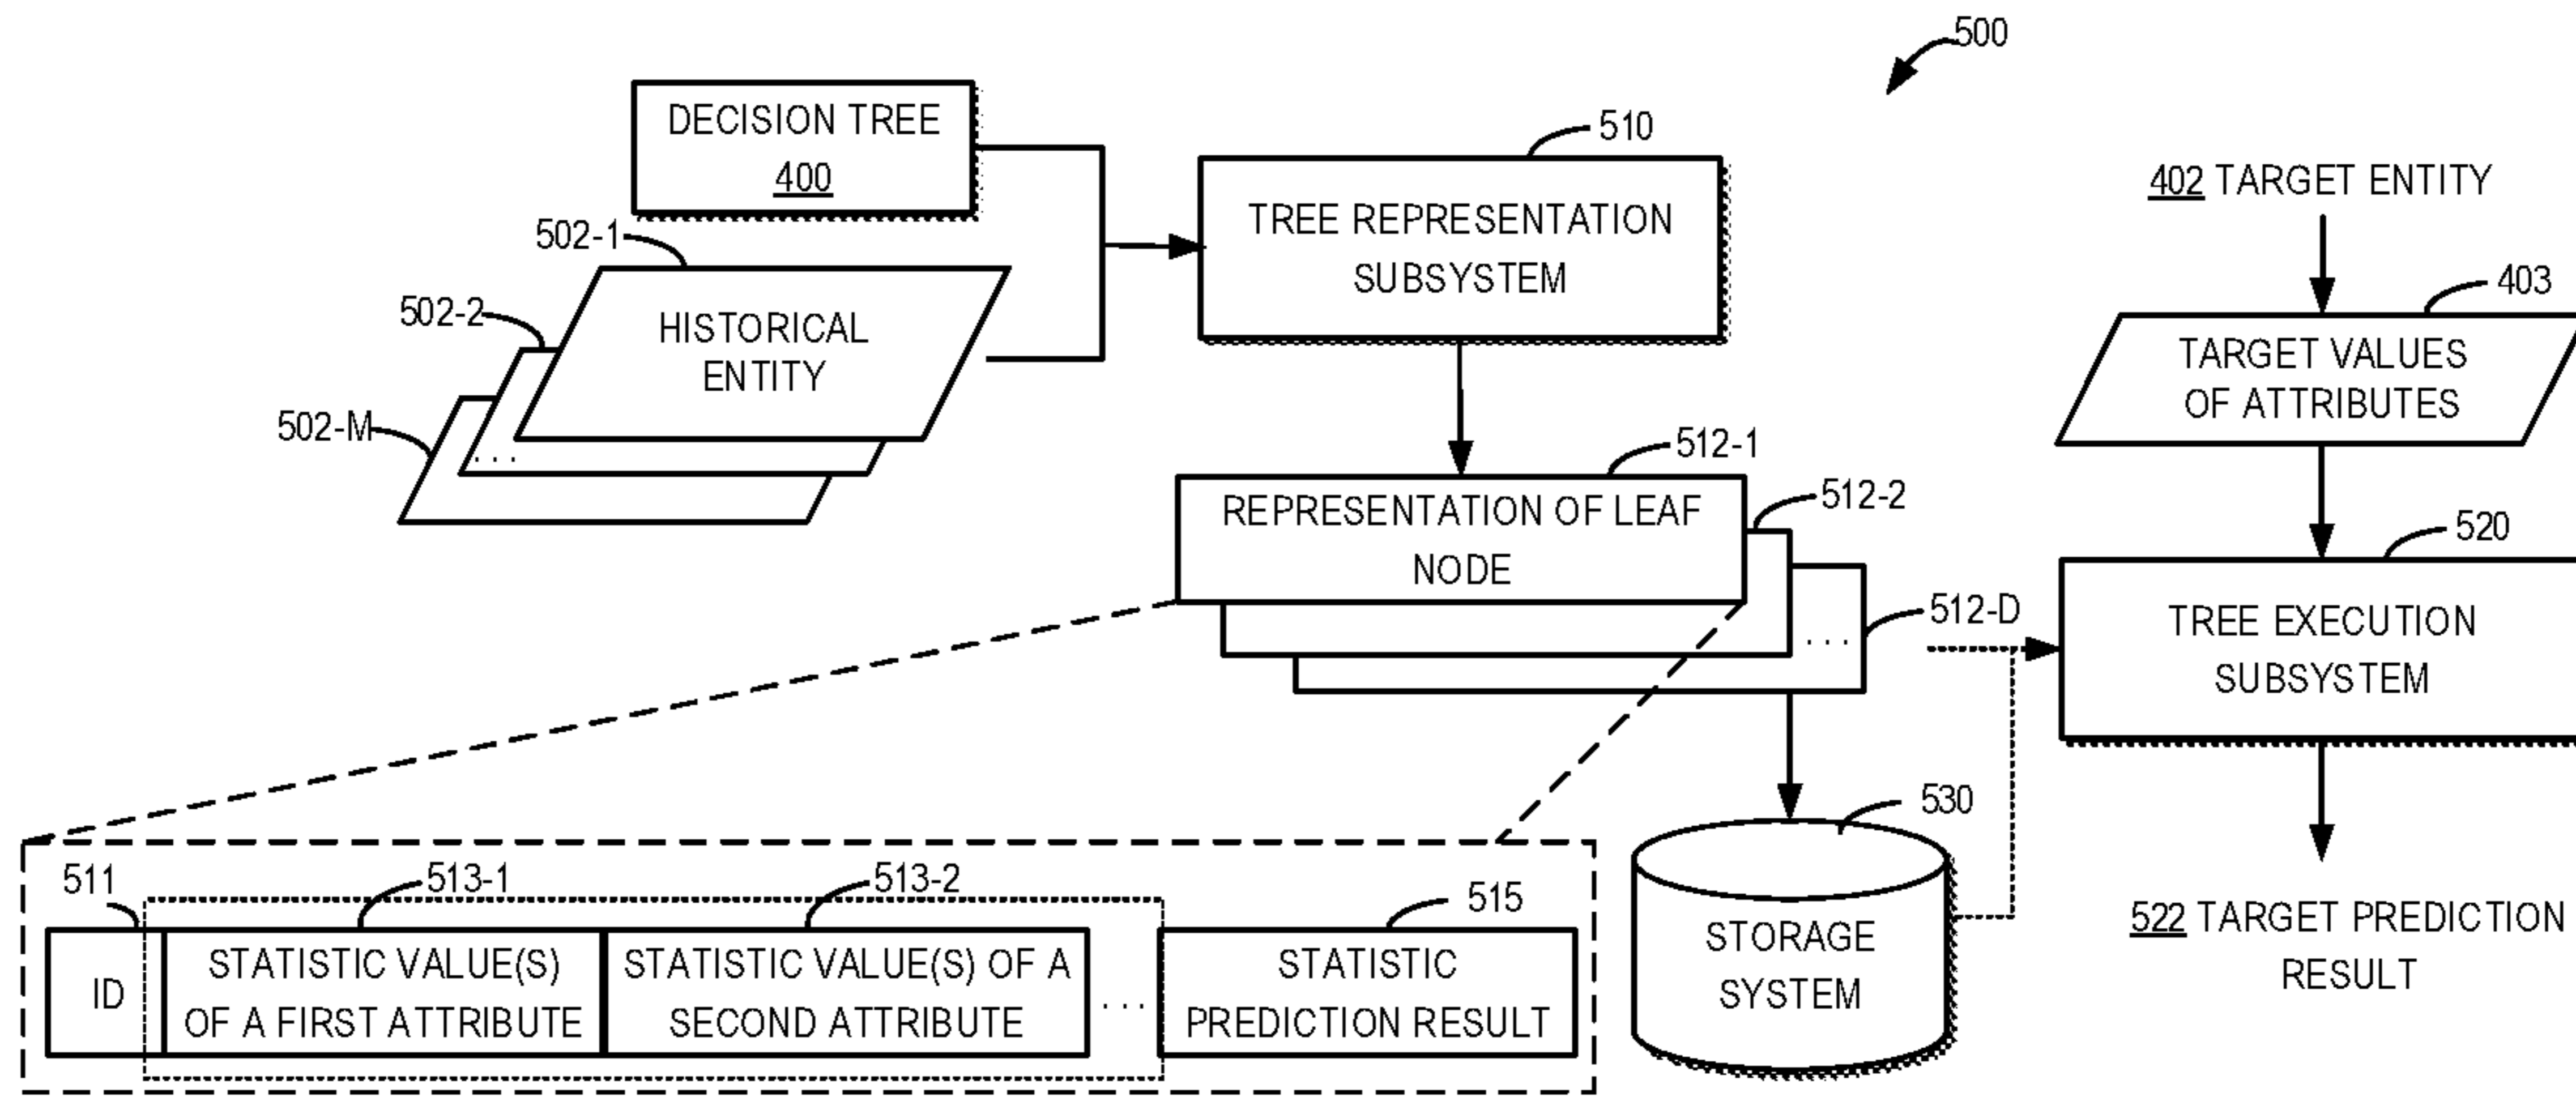 500
DECISION TREE
400
510
TREE REPRESENTATION
SUBSYSTEM
402 TARGET ENTITY
502-1
502-2
502-M
HISTORICAL
ENTITY
. . .
403
TARGET VALUES
OF ATTRIBUTES
512-1
512-2
512-D
REPRESENTATION OF LEAF
NODE
. . .
520
TREE EXECUTION
SUBSYSTEM
530
STORAGE
SYSTEM
522 TARGET PREDICTION
RESULT
511
513-1
513-2
515
ID
STATISTIC VALUE(S)
OF A FIRST ATTRIBUTE
STATISTIC VALUE(S) OF A
SECOND ATTRIBUTE
. . .
STATISTIC
PREDICTION RESULT